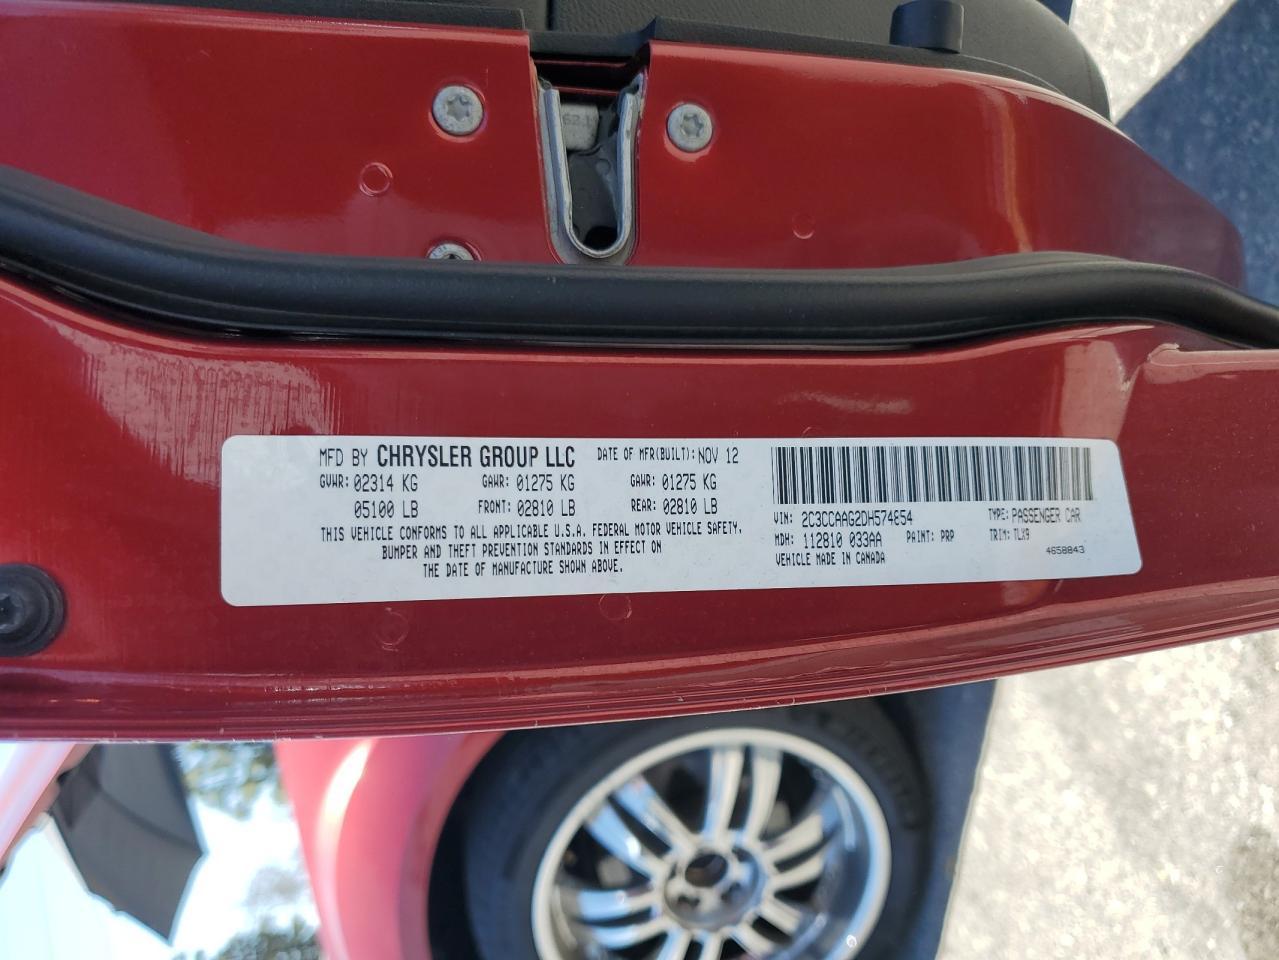 MFD BY CHRYSLER GROUP LLC DATE OF MFR(BUILT): NOV 12
GVWR: 02314 KG GAWR: 01275 KG GAWR: 01275 KG
05100 LB FRONT: 02810 LB REAR: 02810 LB
THIS VEHICLE CONFORMS TO ALL APPLICABLE U.S.A. FEDERAL MOTOR VEHICLE SAFETY,
BUMPER AND THEFT PREVENTION STANDARDS IN EFFECT ON
THE DATE OF MANUFACTURE SHOWN ABOVE.
VIN: 2C3CCAAG2DH574854 TYPE: PASSENGER CAR
MDH: 112810 033AA PAINT: PRP TRIM: TLX9
VEHICLE MADE IN CANADA 4658843